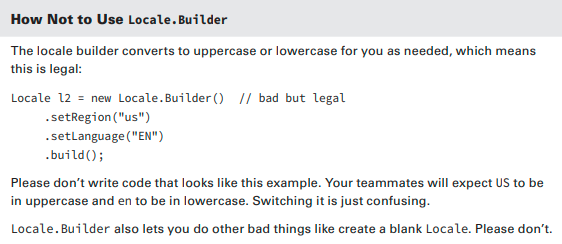 How Not to Use Locale.Builder
The locale builder converts to uppercase or lowercase for you as needed, which means
this is legal:
Locale l2 = new Locale.Builder()  // bad but legal
     .setRegion("us")
     .setLanguage("EN")
     .build();
Please don’t write code that looks like this example. Your teammates will expect US to be
in uppercase and en to be in lowercase. Switching it is just confusing.
Locale.Builder also lets you do other bad things like create a blank Locale. Please don’t.